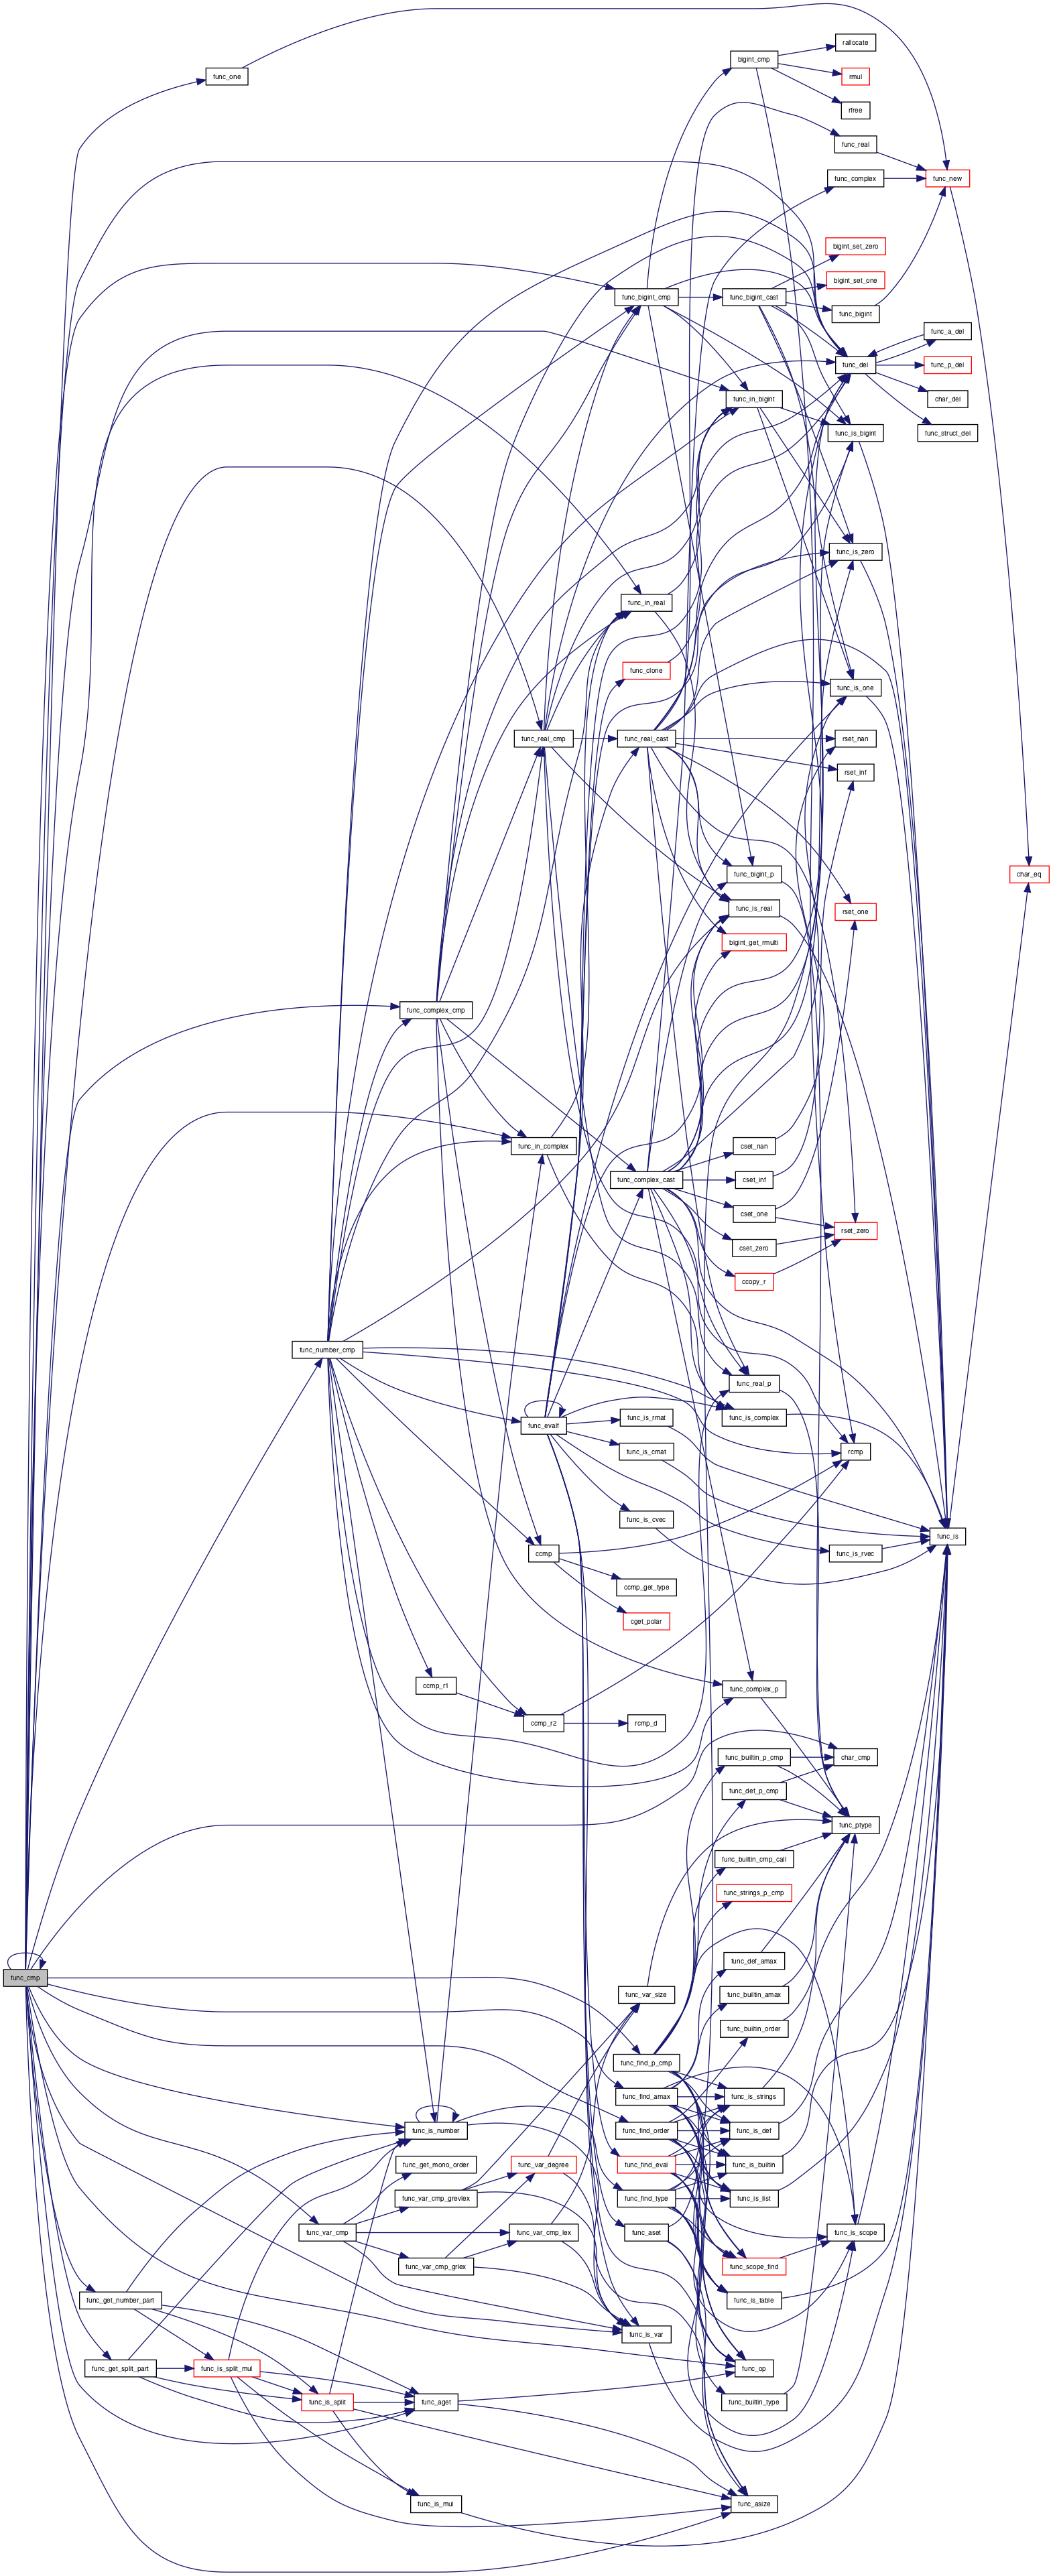 rallocate
bigint_cmp
func_one
rmul
rfree
func_real
func_complex
func_new
bigint_set_zero
bigint_set_one
func_bigint_cmp
func_bigint_cast
func_bigint
func_a_del
func_del
func_p_del
func_in_bigint
char_del
func_is_bigint
func_struct_del
func_is_zero
func_in_real
func_clone
func_is_one
func_real_cmp
func_real_cast
rset_nan
rset_inf
func_bigint_p
char_eq
func_is_real
rset_one
bigint_get_rmulti
func_complex_cmp
func_in_complex
cset_nan
func_complex_cast
cset_inf
cset_one
rset_zero
cset_zero
ccopy_r
func_number_cmp
func_real_p
func_evalf
func_is_rmat
func_is_complex
func_is_cmat
rcmp
func_is_cvec
func_is
ccmp
func_is_rvec
ccmp_get_type
cget_polar
ccmp_r1
func_complex_p
ccmp_r2
rcmp_d
func_builtin_p_cmp
char_cmp
func_def_p_cmp
func_ptype
func_builtin_cmp_call
func_strings_p_cmp
func_def_amax
func_cmp
func_var_size
func_builtin_amax
func_builtin_order
func_find_p_cmp
func_find_amax
func_is_strings
func_is_number
func_find_order
func_is_def
func_get_mono_order
func_var_degree
func_find_eval
func_is_builtin
func_var_cmp_grevlex
func_find_type
func_is_list
func_var_cmp
func_var_cmp_lex
func_aset
func_is_scope
func_var_cmp_grlex
func_scope_find
func_get_number_part
func_is_table
func_is_var
func_get_split_part
func_is_split_mul
func_op
func_is_split
func_aget
func_builtin_type
func_is_mul
func_asize